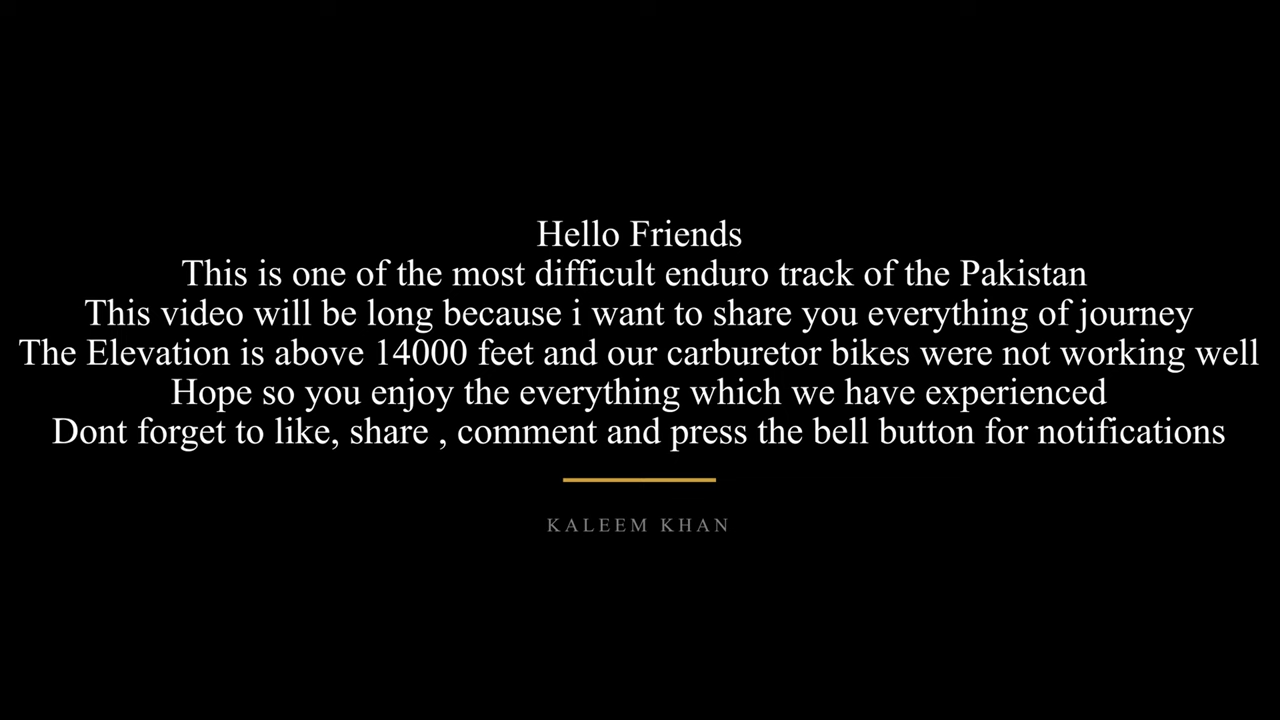 Hello Friends
This is one of the most difficult enduro track of the Pakistan
This video will be long because i want to share you everything of journey
The Elevation is above 14000 feet and our carburetor bikes were not working well
Hope so you enjoy the everything which we have experienced
Dont forget to like, share , comment and press the bell button for notifications
KALEEM KHAN